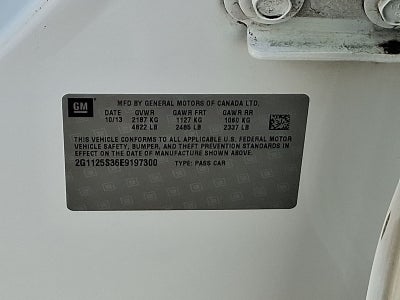 GM
MFD BY GENERAL MOTORS OF CANADA LTD.
DATE GVWR GAWR FRT GAWR RR
10/13 2187 KG 1127 KG 1060 KG
4822 LB 2485 LB 2337 LB
THIS VEHICLE CONFORMS TO ALL APPLICABLE U.S. FEDERAL MOTOR
VEHICLE SAFETY, BUMPER, AND THEFT PREVENTION STANDARDS IN
EFFECT ON THE DATE OF MANUFACTURE SHOWN ABOVE.
2G1125S36E9197300 TYPE: PASS CAR